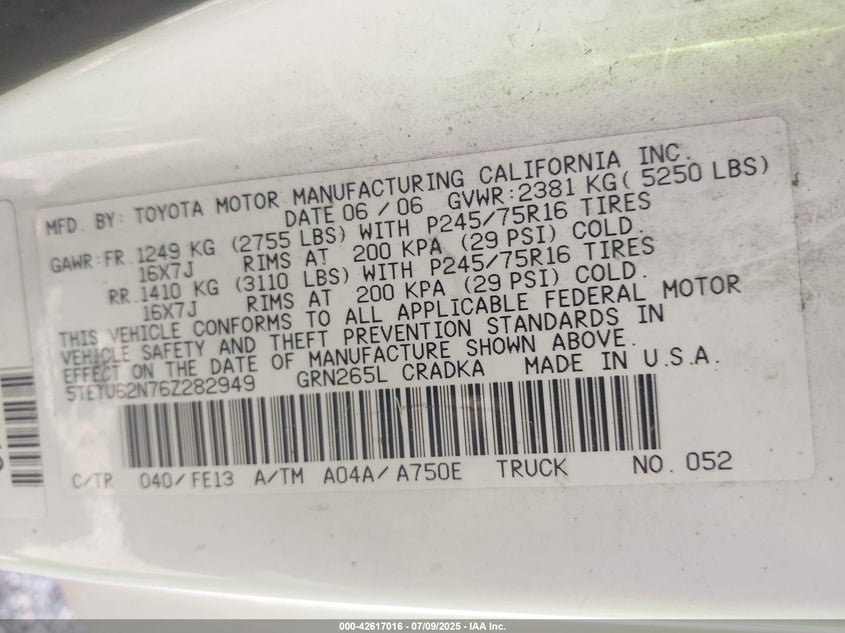 MFD. BY: TOYOTA MOTOR MANUFACTURING CALIFORNIA INC.
DATE 06 / 06 GVWR: 2381 KG ( 5250 LBS)
GAWR: FR. 1249 KG (2755 LBS) WITH P245/75R16 TIRES
16X7J RIMS AT 200 KPA (29 PSI) COLD.
RR. 1410 KG (3110 LBS) WITH P245/75R16 TIRES
16X7J RIMS AT 200 KPA (29 PSI) COLD.
THIS VEHICLE CONFORMS TO ALL APPLICABLE FEDERAL MOTOR
VEHICLE SAFETY AND THEFT PREVENTION STANDARDS IN
EFFECT ON THE DATE OF MANUFACTURE SHOWN ABOVE.
5TETU62N76Z282949 GRN265L CRADKA MADE IN U.S.A.
C/TR 040/ FE13 A/TM A04A/ A750E TRUCK NO. 052
000-42617016 - 07/09/2025 - IAA Inc.